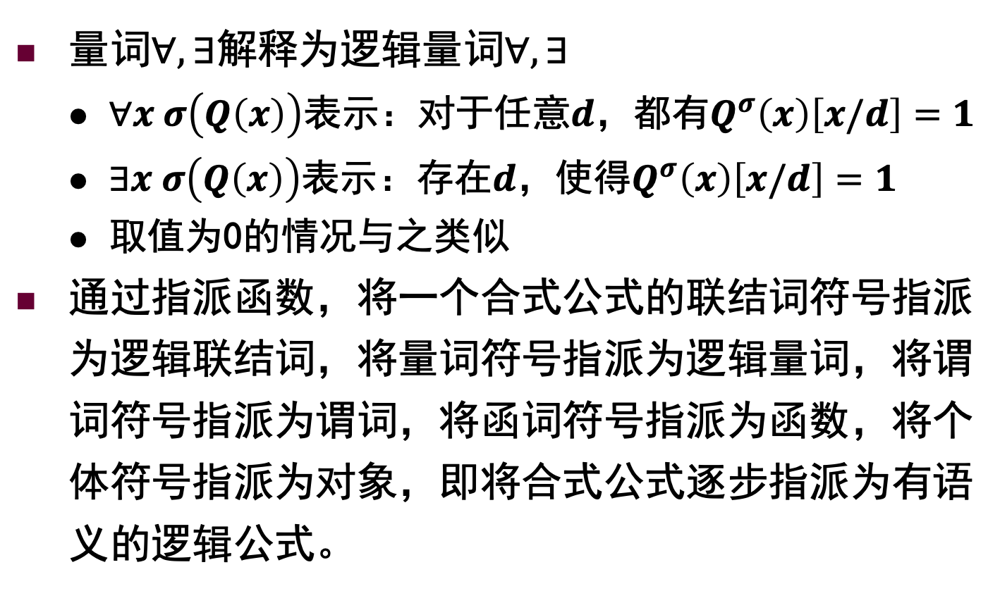 ■ 量词∀,∃解释为逻辑量词∀,∃
● ∀x σ(Q(x))表示：对于任意d，都有Q^σ(x)[x/d] = 1
● ∃x σ(Q(x))表示：存在d，使得Q^σ(x)[x/d] = 1
● 取值为0的情况与之类似
■ 通过指派函数，将一个合式公式的联结词符号指派
为逻辑联结词，将量词符号指派为逻辑量词，将谓
词符号指派为谓词，将函词符号指派为函数，将个
体符号指派为对象，即将合式公式逐步指派为有语
义的逻辑公式。